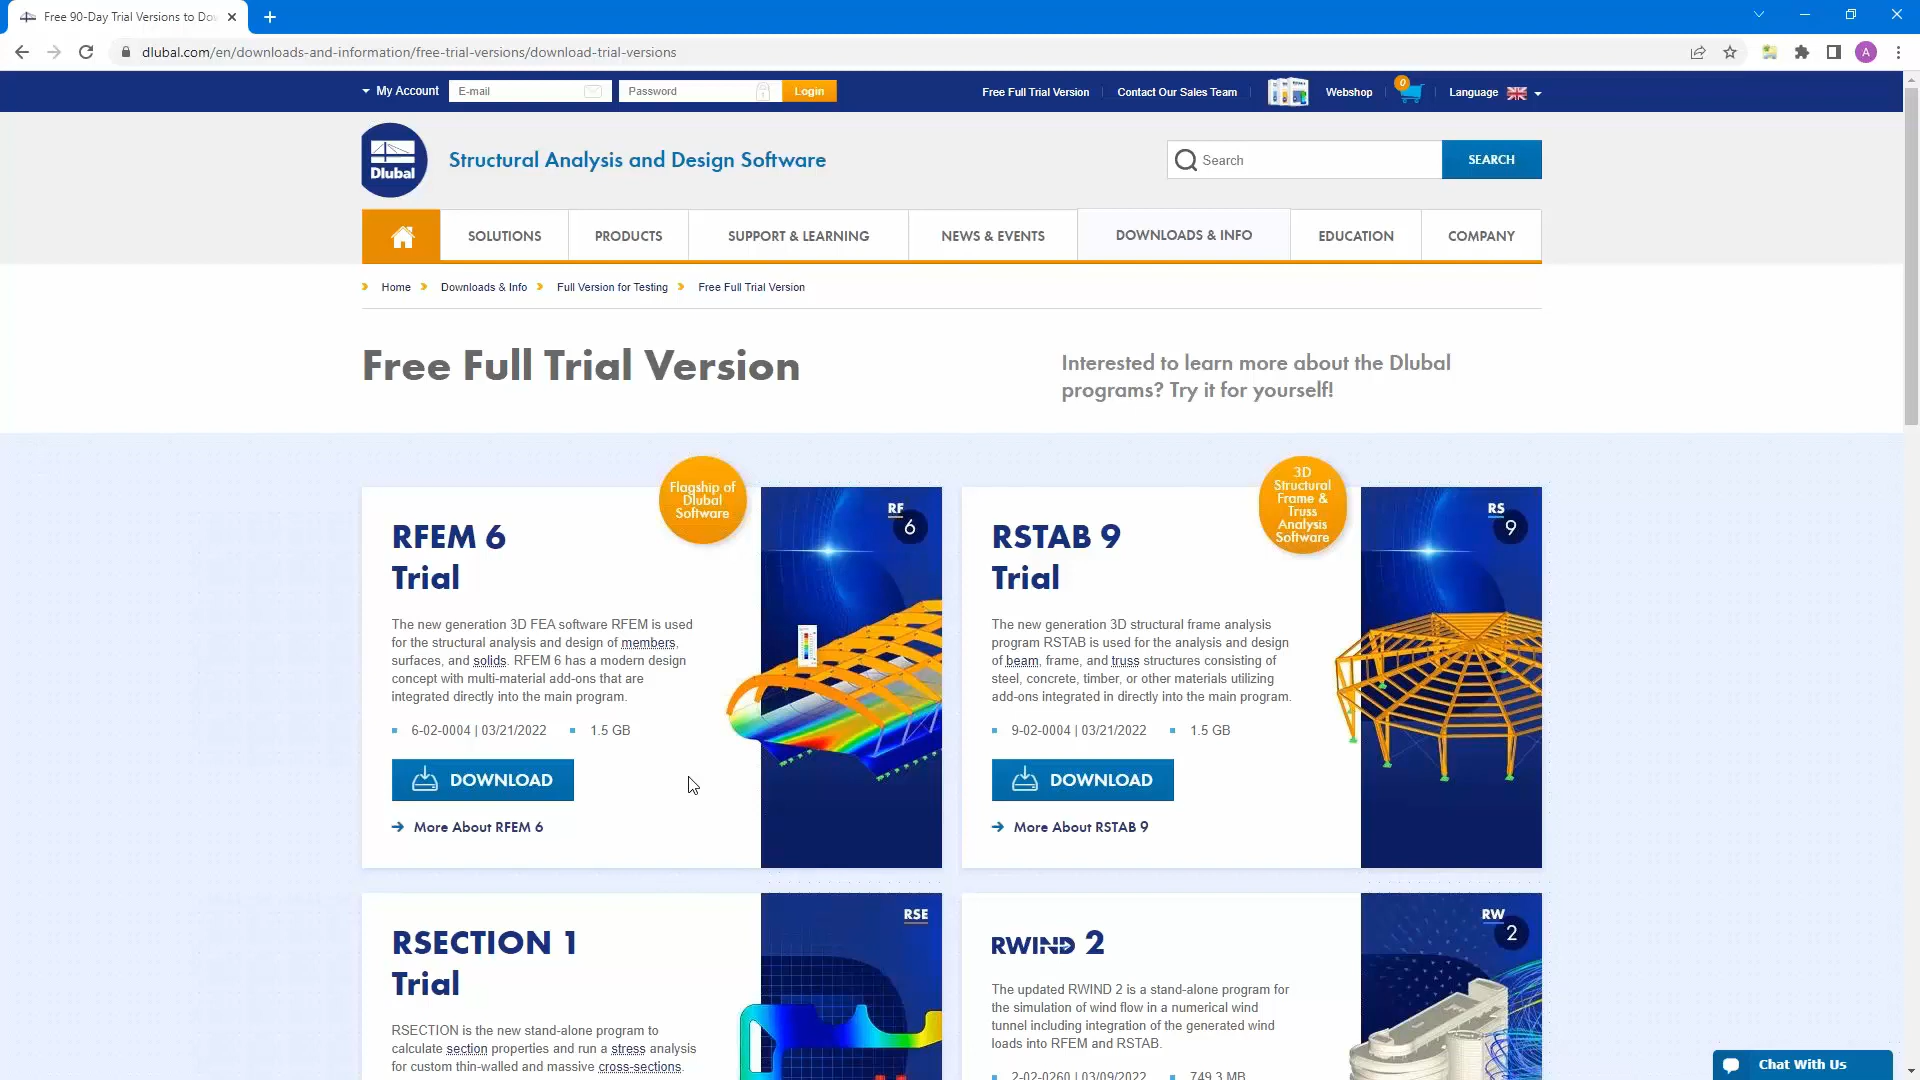 Free 90-Day Trial Versions to Do
dlubal.com/en/downloads-and-information/free-trial-versions/download-trial-versions
A
My Account
E-mail
Password
Login
Free Full Trial Version
Contact Our Sales Team
Webshop
0
Language
Dlubal
Structural Analysis and Design Software
Search
SEARCH
SOLUTIONS
PRODUCTS
SUPPORT & LEARNING
NEWS & EVENTS
DOWNLOADS & INFO
EDUCATION
COMPANY
Home
Downloads & Info
Full Version for Testing
Free Full Trial Version
Free Full Trial Version
Interested to learn more about the Dlubal
programs? Try it for yourself!
Flagship of
Dlubal
Software
RF
6
RFEM 6
Trial
The new generation 3D FEA software RFEM is used
for the structural analysis and design of members,
surfaces, and solids. RFEM 6 has a modern design
concept with multi-material add-ons that are
integrated directly into the main program.
6-02-0004 | 03/21/2022
1.5 GB
DOWNLOAD
More About RFEM 6
3D
Structural
Frame &
Truss
Analysis
Software
RS
9
RSTAB 9
Trial
The new generation 3D structural frame analysis
program RSTAB is used for the analysis and design
of beam, frame, and truss structures consisting of
steel, concrete, timber, or other materials utilizing
add-ons integrated in directly into the main program.
9-02-0004 | 03/21/2022
1.5 GB
DOWNLOAD
More About RSTAB 9
RSE
RSECTION 1
Trial
RSECTION is the new stand-alone program to
calculate section properties and run a stress analysis
for custom thin-walled and massive cross-sections.
RW
2
RWIND 2
The updated RWIND 2 is a stand-alone program for
the simulation of wind flow in a numerical wind
tunnel including integration of the generated wind
loads into RFEM and RSTAB.
2-02-0260 | 03/09/2022
749.3 MB
Chat With Us